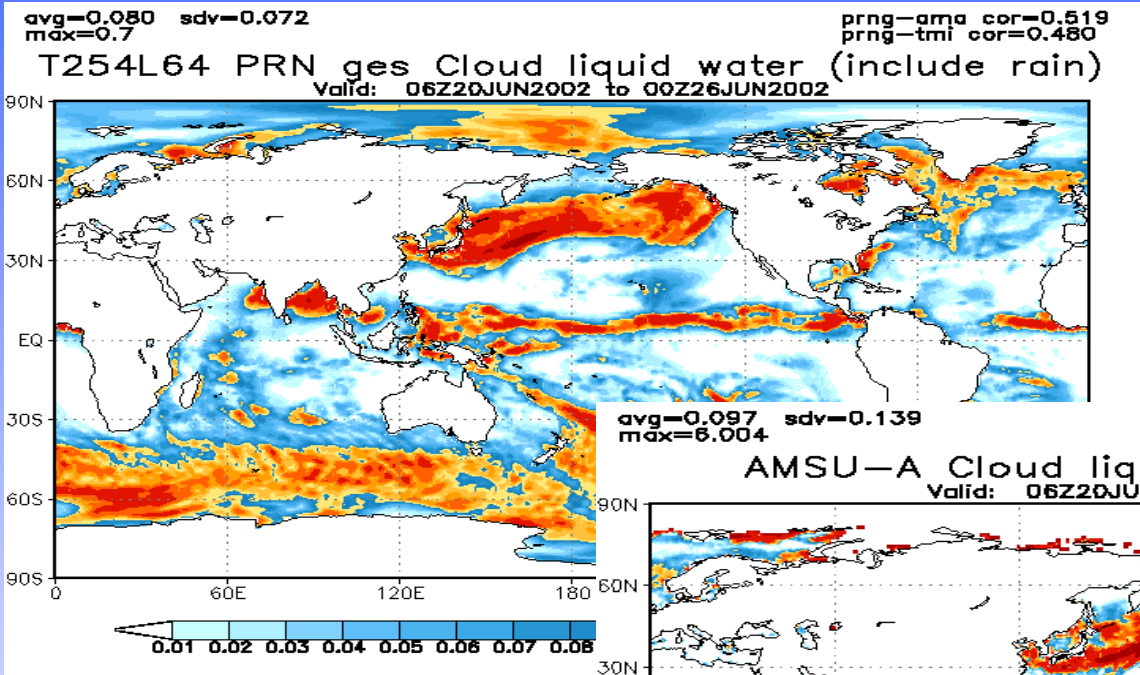 avg=0.080 sdv=0.072
max=0.7
prng-ama cor=0.519
prng-tmi cor=0.480
T254L64 PRN ges Cloud liquid water (include rain)
Valid: 06Z20JUN2002 to 00Z26JUN2002
90N
60N
30N
EQ
30S
60S
90S
0 60E 120E 180
0.01 0.02 0.03 0.04 0.05 0.06 0.07 0.08
avg=0.097 sdv=0.139
max=6.004
AMSU-A Cloud liq
Valid: 06Z20JU
90N
60N
30N